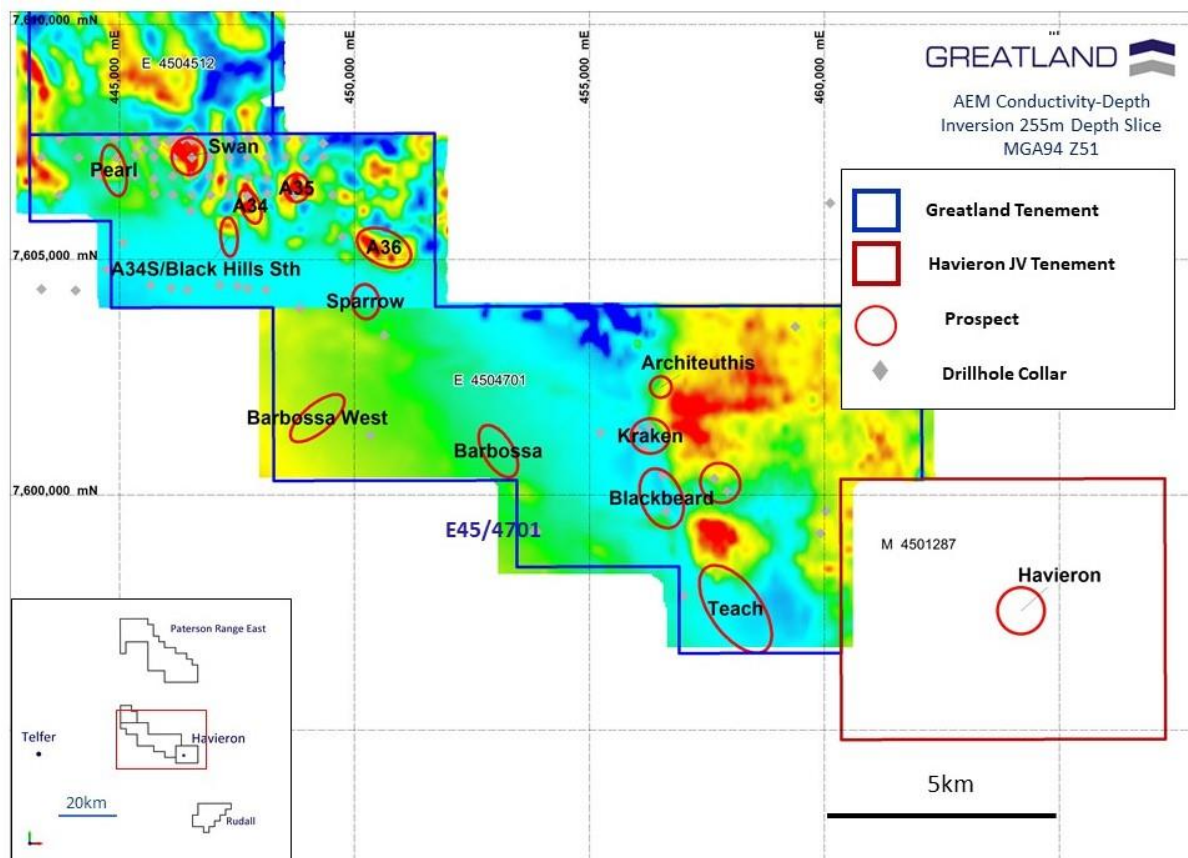 7,610,000 mN
445,000 mE
450,000 mE
455,000 mE
460,000 mE
E 4504512
GREATLAND
AEM Conductivity-Depth
Inversion 255m Depth Slice
MGA94 Z51
Swan
Pearl
A35
A34
A36
7,605,000 mN
A34S/Black Hills Sth
Sparrow
Greatland Tenement
Havieron JV Tenement
Prospect
Drillhole Collar
Architeuthis
E 4504701
Barbossa West
Kraken
Barbossa
7,600,000 mN
Blackbeard
E45/4701
M 4501287
Havieron
Teach
Paterson Range East
Telfer
Havieron
20km
Rudall
5km